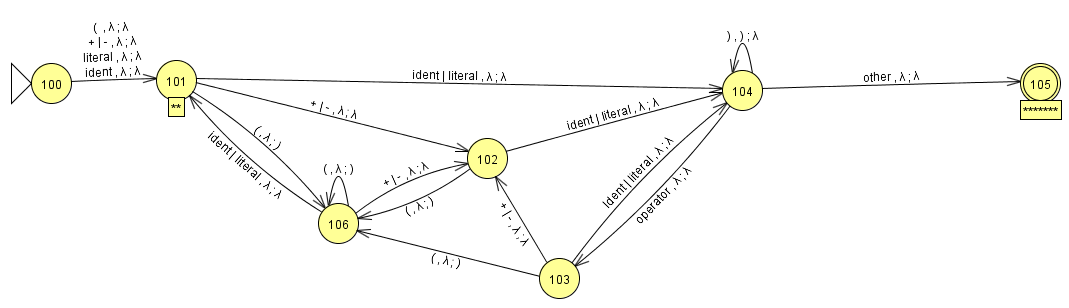 ( , λ ; λ
+ | - , λ ; λ
literal , λ ; λ
ident , λ ; λ
100
101
**
ident | literal , λ ; λ
) , ) ; λ
104
other , λ ; λ
105
*******
+ | - , λ ; λ
( , λ ; )
ident | literal , λ ; λ
ident | literal , λ ; λ
102
( , λ ; )
+ | - , λ ; λ
( , λ ; )
106
Ident | literal , λ ; λ
operator , λ ; λ
+ | - , λ ; λ
( , λ ; )
103